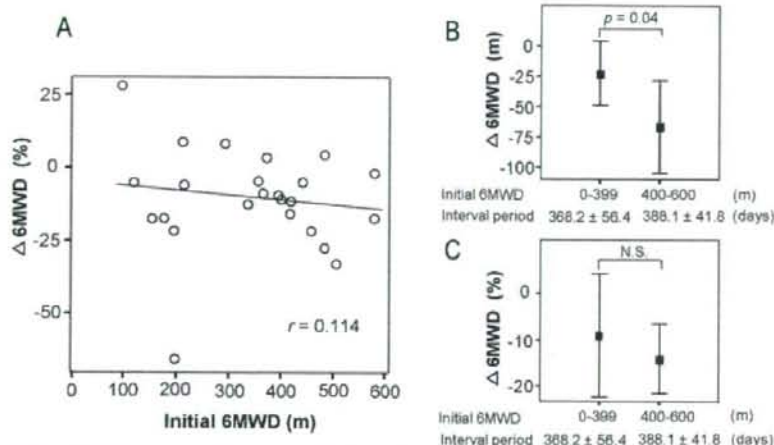 A
Δ 6MWD (%)
25
0
-25
-50
r = 0.114
0 100 200 300 400 500 600
Initial 6MWD (m)
B
p = 0.04
Δ 6MWD (m)
0
-25
-50
-75
-100
Initial 6MWD 0-399 400-600 (m)
Interval period 368.2 ± 56.4 388.1 ± 41.8 (days)
C
N.S.
Δ 6MWD (%)
0
-10
-20
Initial 6MWD 0-399 400-600 (m)
Interval period 368.2 ± 56.4 388.1 ± 41.8 (days)